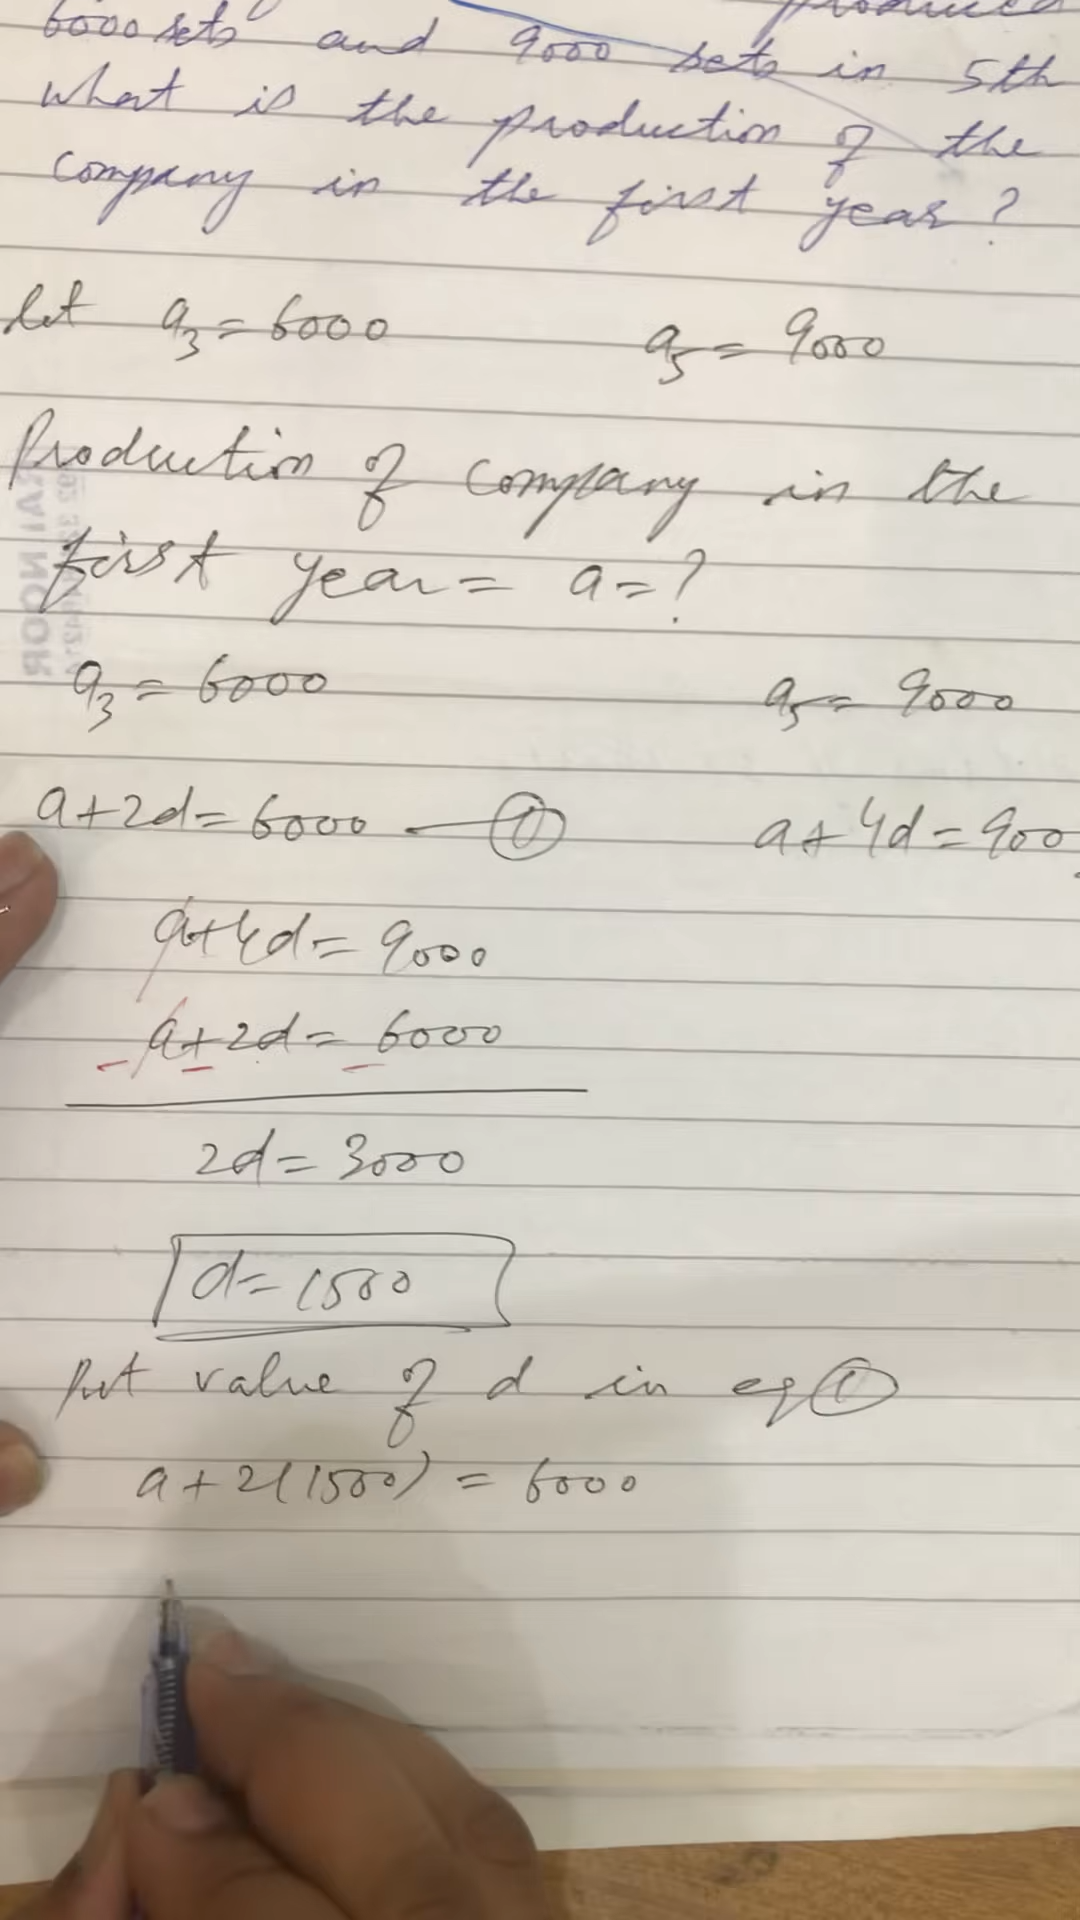 6000 sets and 9000 sets in 5th produced
what is the production of the
company in the first year?
let a₃ = 6000 a₅ = 9000
Production of company in the
first year = a = ?
a₃ = 6000 a₅ = 9000
a+2d = 6000 — ① a+4d = 900
a+4d = 9000
a+2d = 6000
- - -
2d = 3000
d = 1500
Put value of d in eq ①
a + 2(1500) = 6000